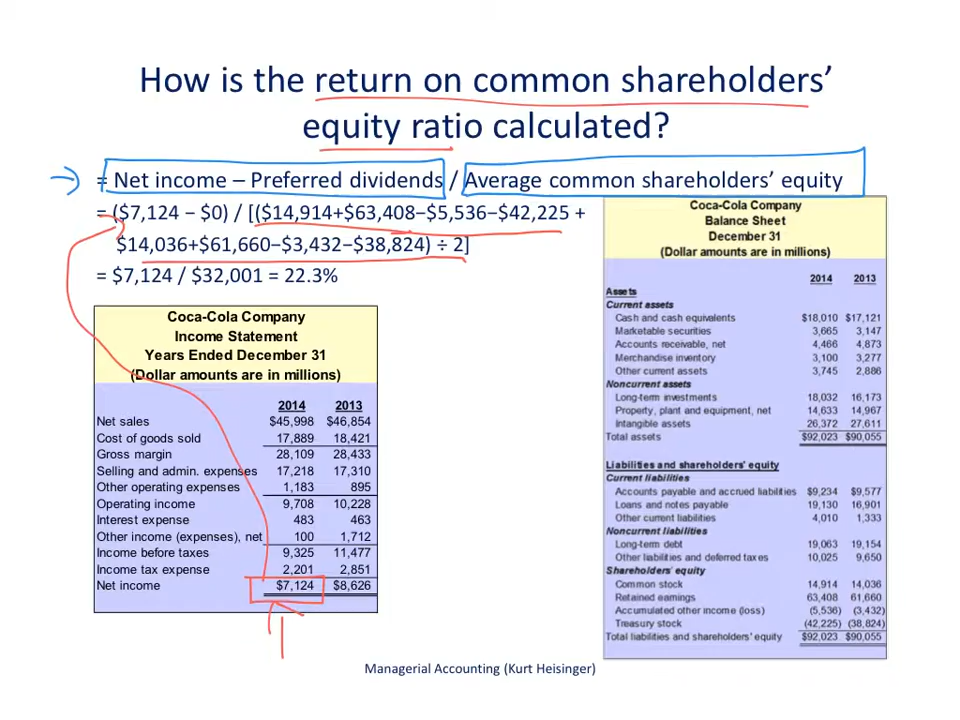 How is the return on common shareholders'
equity ratio calculated?
= Net income – Preferred dividends / Average common shareholders' equity
= ($7,124 − $0) / [($14,914+$63,408−$5,536−$42,225 +
$14,036+$61,660−$3,432−$38,824) ÷ 2]
= $7,124 / $32,001 = 22.3%
Coca-Cola Company
Income Statement
Years Ended December 31
(Dollar amounts are in millions)
2014 2013
Net sales $45,998 $46,854
Cost of goods sold 17,889 18,421
Gross margin 28,109 28,433
Selling and admin. expenses 17,218 17,310
Other operating expenses 1,183 895
Operating income 9,708 10,228
Interest expense 483 463
Other income (expenses), net 100 1,712
Income before taxes 9,325 11,477
Income tax expense 2,201 2,851
Net income $7,124 $8,626
Coca-Cola Company
Balance Sheet
December 31
(Dollar amounts are in millions)
2014 2013
Assets
Current assets
Cash and cash equivalents $18,010 $17,121
Marketable securities 3,665 3,147
Accounts receivable, net 4,466 4,873
Merchandise inventory 3,100 3,277
Other current assets 3,745 2,886
Noncurrent assets
Long-term investments 18,032 16,173
Property, plant and equipment, net 14,633 14,967
Intangible assets 26,372 27,611
Total assets $92,023 $90,055
Liabilities and shareholders' equity
Current liabilities
Accounts payable and accrued liabilities $9,234 $9,577
Loans and notes payable 19,130 16,901
Other current liabilities 4,010 1,333
Noncurrent liabilities
Long-term debt 19,063 19,154
Other liabilities and deferred taxes 10,025 9,650
Shareholders' equity
Common stock 14,914 14,036
Retained earnings 63,408 61,660
Accumulated other income (loss) (5,536) (3,432)
Treasury stock (42,225) (38,824)
Total liabilities and shareholders' equity $92,023 $90,055
Managerial Accounting (Kurt Heisinger)